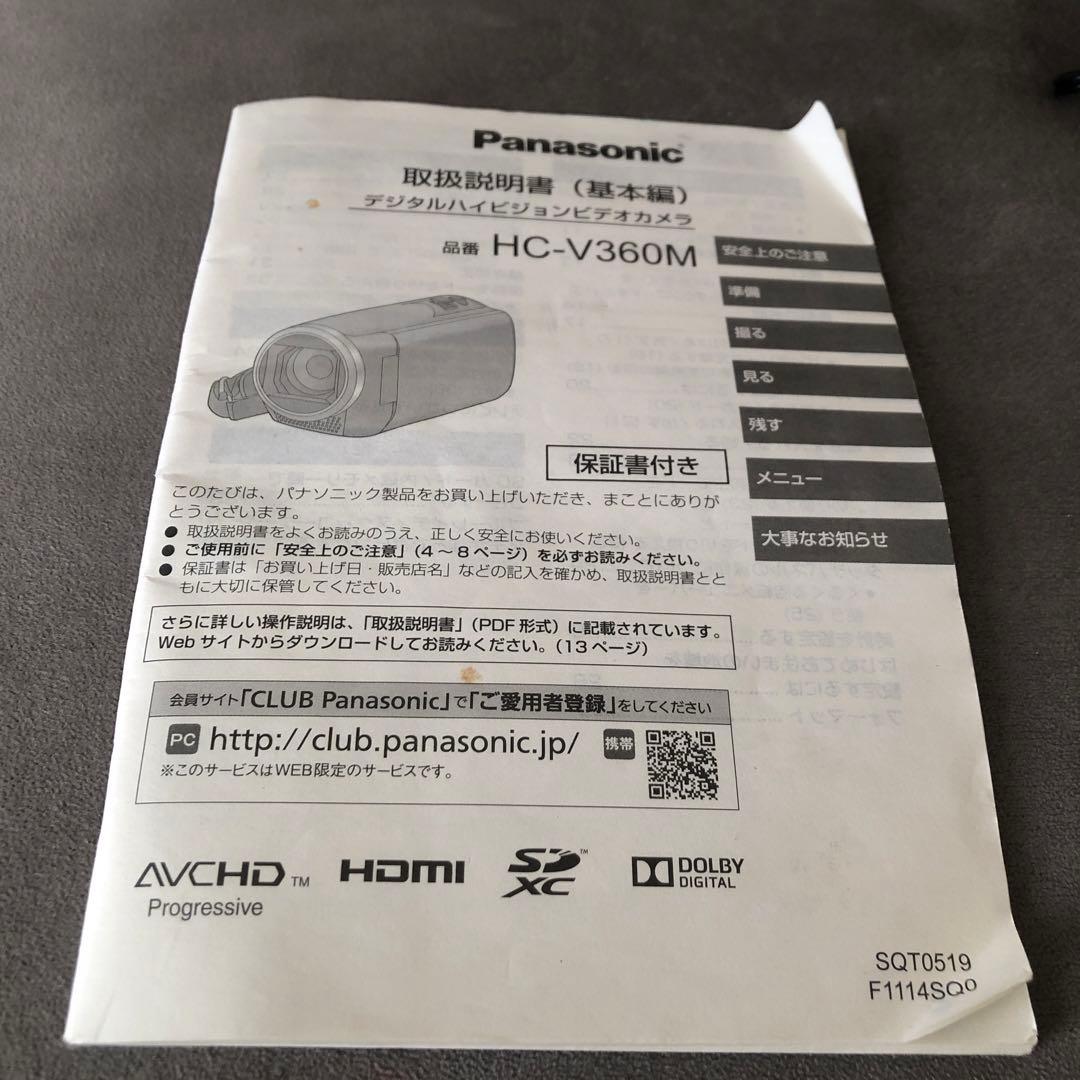 Panasonic
取扱説明書（基本編）
デジタルハイビジョンビデオカメラ
品番 HC-V360M
安全上のご注意
準備
撮る
見る
残す
メニュー
大事なお知らせ
保証書付き
このたびは、パナソニック製品をお買い上げいただき、まことにありが
とうございます。
● 取扱説明書をよくお読みのうえ、正しく安全にお使いください。
● ご使用前に「安全上のご注意」（4～8ページ）を必ずお読みください。
● 保証書は「お買い上げ日・販売店名」などの記入を確かめ、取扱説明書とと
もに大切に保管してください。
さらに詳しい操作説明は、「取扱説明書」（PDF 形式）に記載されています。
Web サイトからダウンロードしてお読みください。（13 ページ）
会員サイト「CLUB Panasonic」で「ご愛用者登録」をしてください
PC http://club.panasonic.jp/ 携帯
※このサービスはWEB限定のサービスです。
AVCHD TM
Progressive
HDMI
SD XC TM
DOLBY
DIGITAL
SQT0519
F1114SQ0